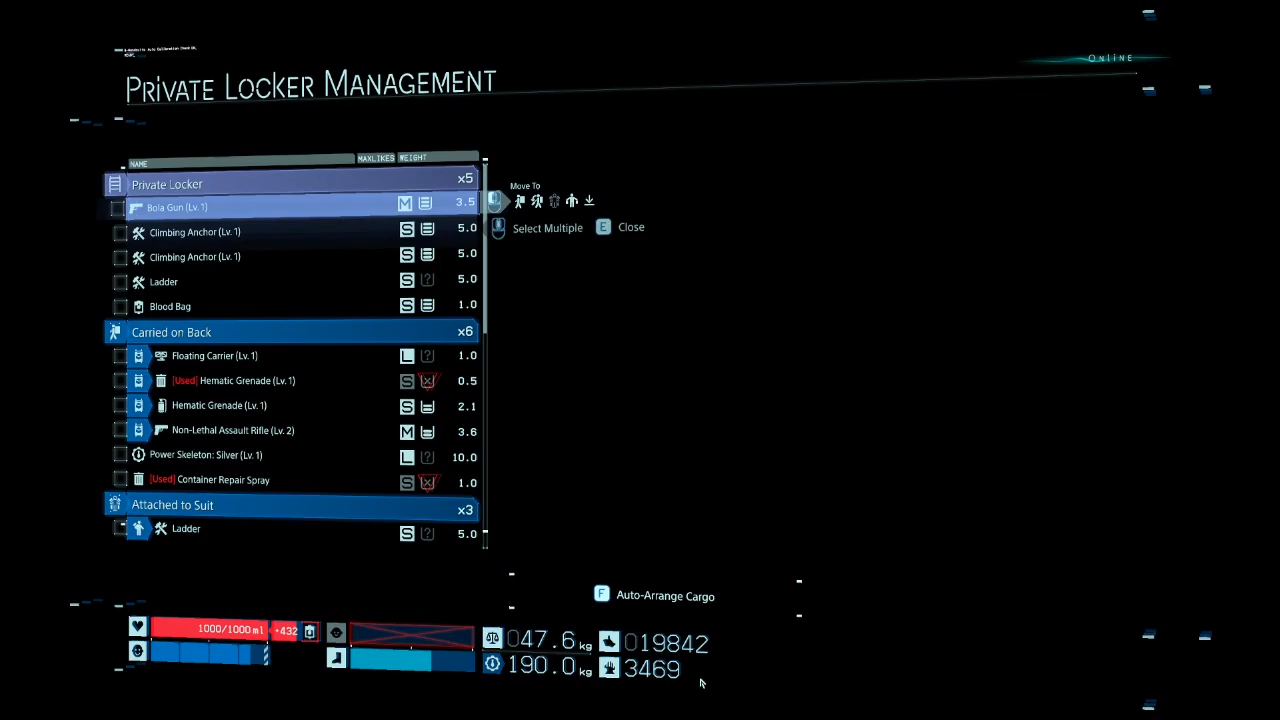 Private Locker Management
Online
NAME MAXLIKES WEIGHT
Private Locker x5
Bola Gun (Lv. 1) M 3.5
Climbing Anchor (Lv. 1) S 5.0
Climbing Anchor (Lv. 1) S 5.0
Ladder S [?] 5.0
Blood Bag S 1.0
Carried on Back x6
Floating Carrier (Lv. 1) L [?] 1.0
[Used] Hematic Grenade (Lv. 1) S 0.5
Hematic Grenade (Lv. 1) S 2.1
Non-Lethal Assault Rifle (Lv. 2) M 3.6
Power Skeleton: Silver (Lv. 1) L [?] 10.0
[Used] Container Repair Spray S 1.0
Attached to Suit x3
Ladder S [?] 5.0
Move To
Select Multiple E Close
F Auto-Arrange Cargo
1000/1000 ml +432
047.6 kg 019842
190.0 kg 3469